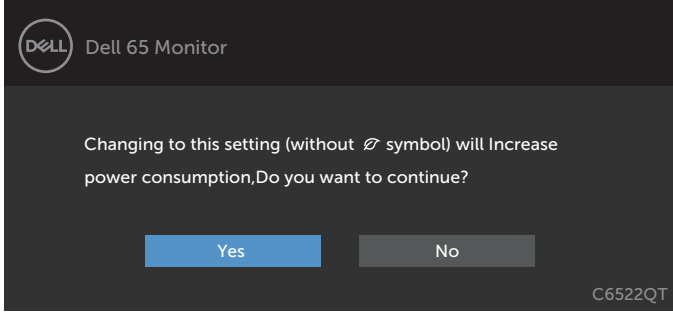 DELL
Dell 65 Monitor
Changing to this setting (without symbol) will Increase
power consumption,Do you want to continue?
Yes
No
C6522QT